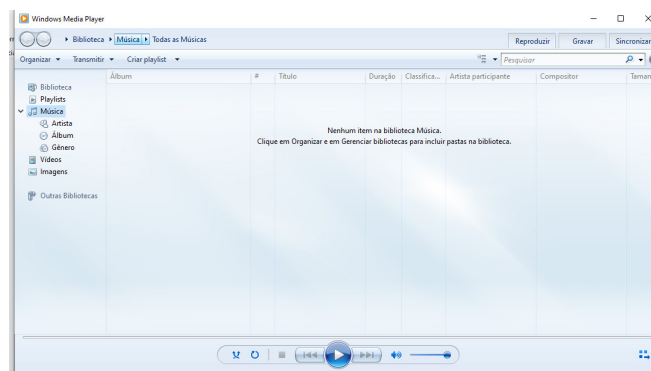 Windows Media Player
Biblioteca Música Todas as Músicas
Reproduzir Gravar Sincronizar
Organizar Transmitir Criar playlist Pesquisar
Álbum # Título Duração Classifica... Artista participante Compositor Taman
Biblioteca
Playlists
Música
Artista
Álbum
Gênero
Vídeos
Imagens
Outras Bibliotecas
Nenhum item na biblioteca Música.
Clique em Organizar e em Gerenciar bibliotecas para incluir pastas na biblioteca.